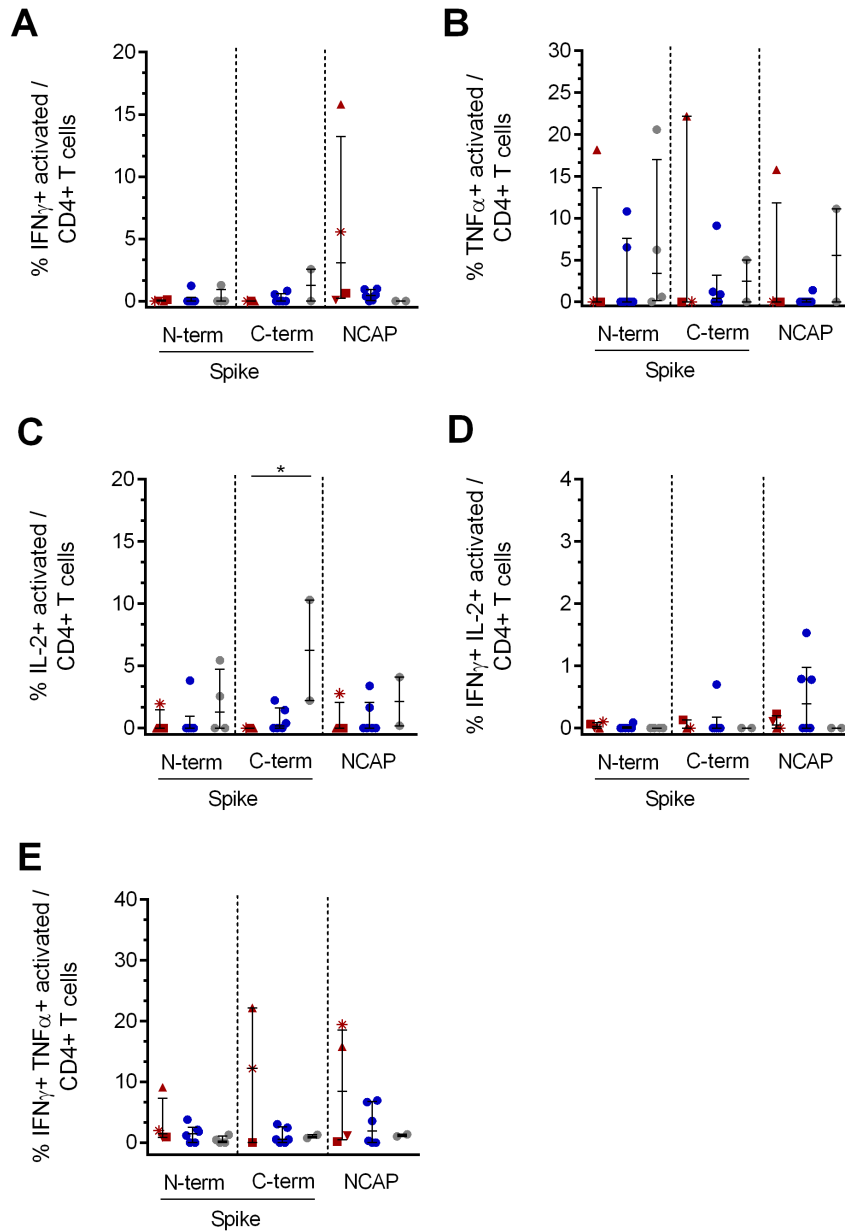 A
% IFNγ+ activated /
CD4+ T cells
20
15
10
5
0
N-term
C-term
NCAP
Spike
B
% TNFα+ activated /
CD4+ T cells
30
25
20
15
10
5
0
N-term
C-term
NCAP
Spike
C
% IL-2+ activated /
CD4+ T cells
20
15
10
5
0
*
N-term
C-term
NCAP
Spike
D
% IFNγ+ IL-2+ activated /
CD4+ T cells
4
3
2
1
0
N-term
C-term
NCAP
Spike
E
% IFNγ+ TNFα+ activated /
CD4+ T cells
40
30
20
10
0
N-term
C-term
NCAP
Spike